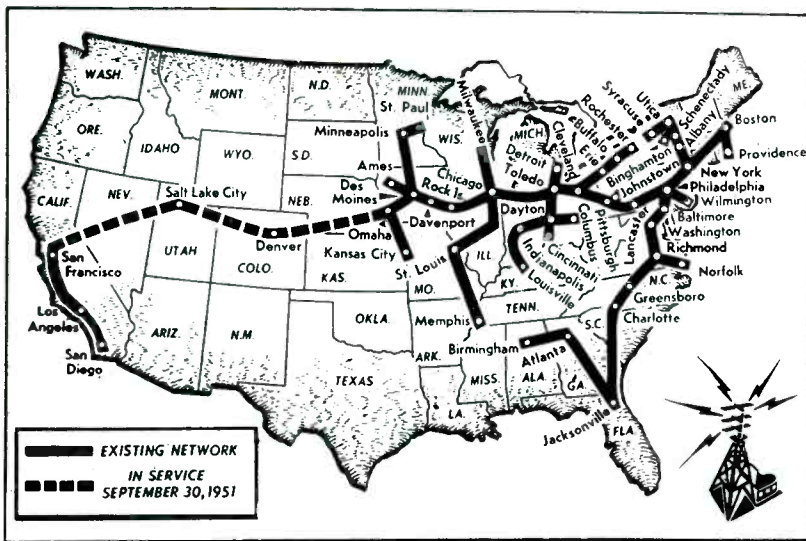 WASH.
MONT.
N.D.
MINN.
St. Paul
Milwaukee
Minneapolis
WIS.
MICH.
Cleveland
Detroit
Toledo
Erie
Buffalo
Rochester
Syracuse
Utica
Schenectady
Albany
ME.
Boston
Providence
ORE.
IDAHO
WYO.
S.D.
Ames
Des
Moines
Chicago
Rock Is.
Binghamton
Johnstown
New York
Philadelphia
Wilmington
Baltimore
Washington
Richmond
Norfolk
NEV.
Salt Lake City
NEB.
Omaha
Davenport
Dayton
Columbus
Pittsburgh
Lancaster
CALIF.
San
Francisco
UTAH
Denver
COLO.
Kansas City
KAS.
St. Louis
ILL
MO.
Indianapolis
Cincinnati
Louisville
KY.
N.C.
Greensboro
Charlotte
Los
Angeles
San
Diego
ARIZ.
N.M.
OKLA.
TEXAS
Memphis
TENN.
ARK.
Birmingham
Atlanta
S.C.
MISS.
ALA.
GA.
LA.
Jacksonville
FLA.
EXISTING NETWORK
IN SERVICE
SEPTEMBER 30, 1951